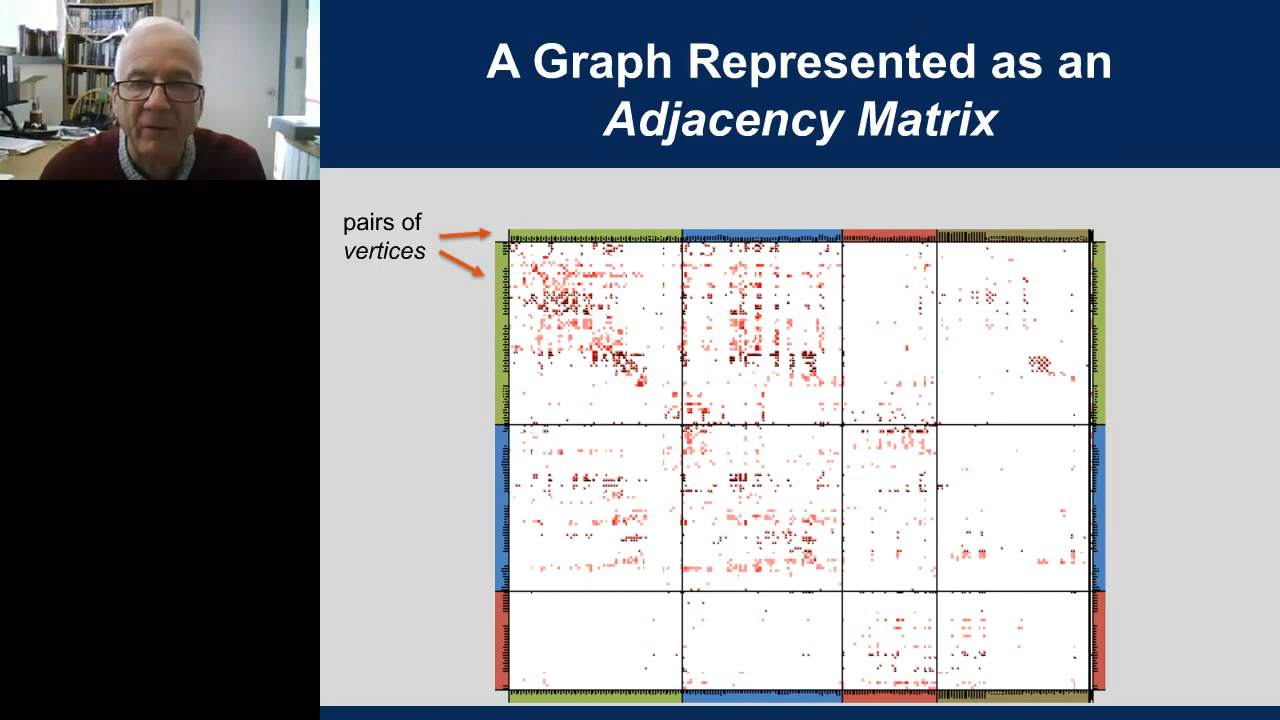 A Graph Represented as an
Adjacency Matrix
pairs of
vertices